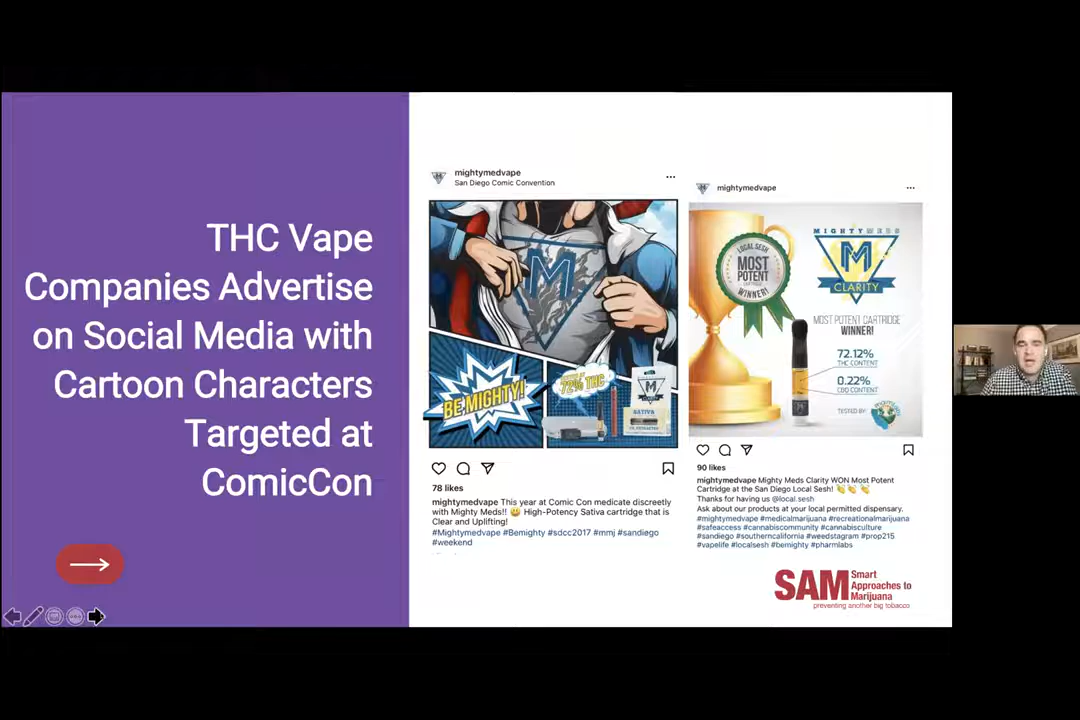 THC Vape
Companies Advertise
on Social Media with
Cartoon Characters
Targeted at
ComicCon
mightymedvape
San Diego Comic Convention
M
BE MIGHTY!
72% THC
M
SATIVA
78 likes
mightymedvape This year at Comic Con medicate discreetly
with Mighty Meds!! 😃 High-Potency Sativa cartridge that is
Clear and Uplifting!
#Mightymedvape #Bemighty #sdcc2017 #mmj #sandiego
#weekend
mightymedvape
LOCAL SESH
MOST
POTENT
CARTRIDGE
WINNER!
MIGHTY MEDS
M
CLARITY
MOST POTENT CARTRIDGE
WINNER!
72.12%
THC CONTENT
0.22%
CBD CONTENT
TESTED BY:
90 likes
mightymedvape Mighty Meds Clarity WON Most Potent
Cartridge at the San Diego Local Sesh! 👏 👏 👏
Thanks for having us @local.sesh
Ask about our products at your local permitted dispensary.
#mightymedvape #medicalmarijuana #recreationalmarijuana
#safeaccess #cannabiscommunity #cannabisculture
#sandiego #southerncalifornia #weedstagram #prop215
#vapelife #localsesh #bemighty #pharmlabs
SAM Smart
Approaches to
Marijuana
preventing another big tobacco